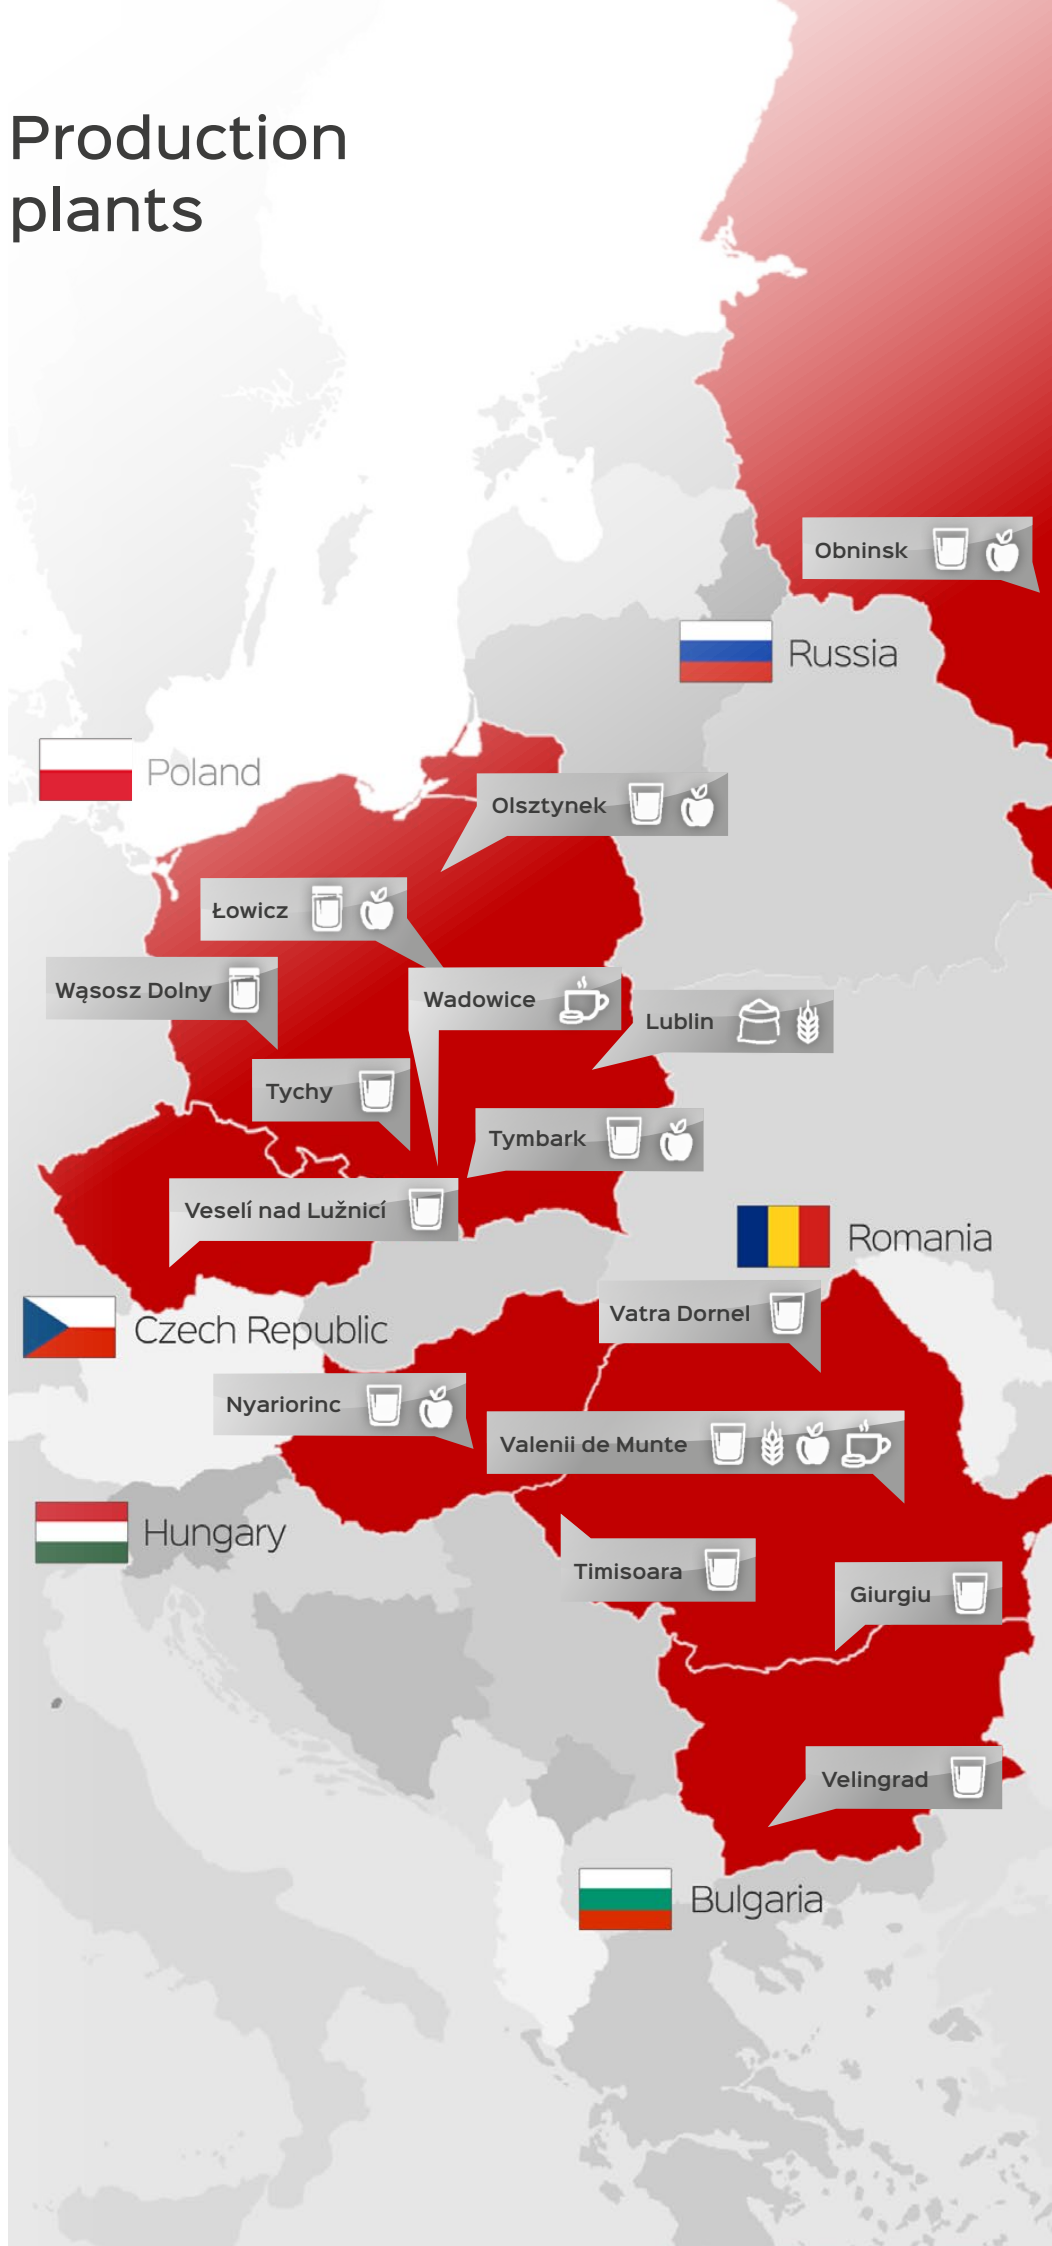 Production
plants
Obninsk
Russia
Poland
Olsztynek
Łowicz
Wąsosz Dolny
Wadowice
Lublin
Tychy
Tymbark
Veselí nad Lužnicí
Romania
Vatra Dornel
Czech Republic
Nyariorinc
Valenii de Munte
Hungary
Timisoara
Giurgiu
Velingrad
Bulgaria